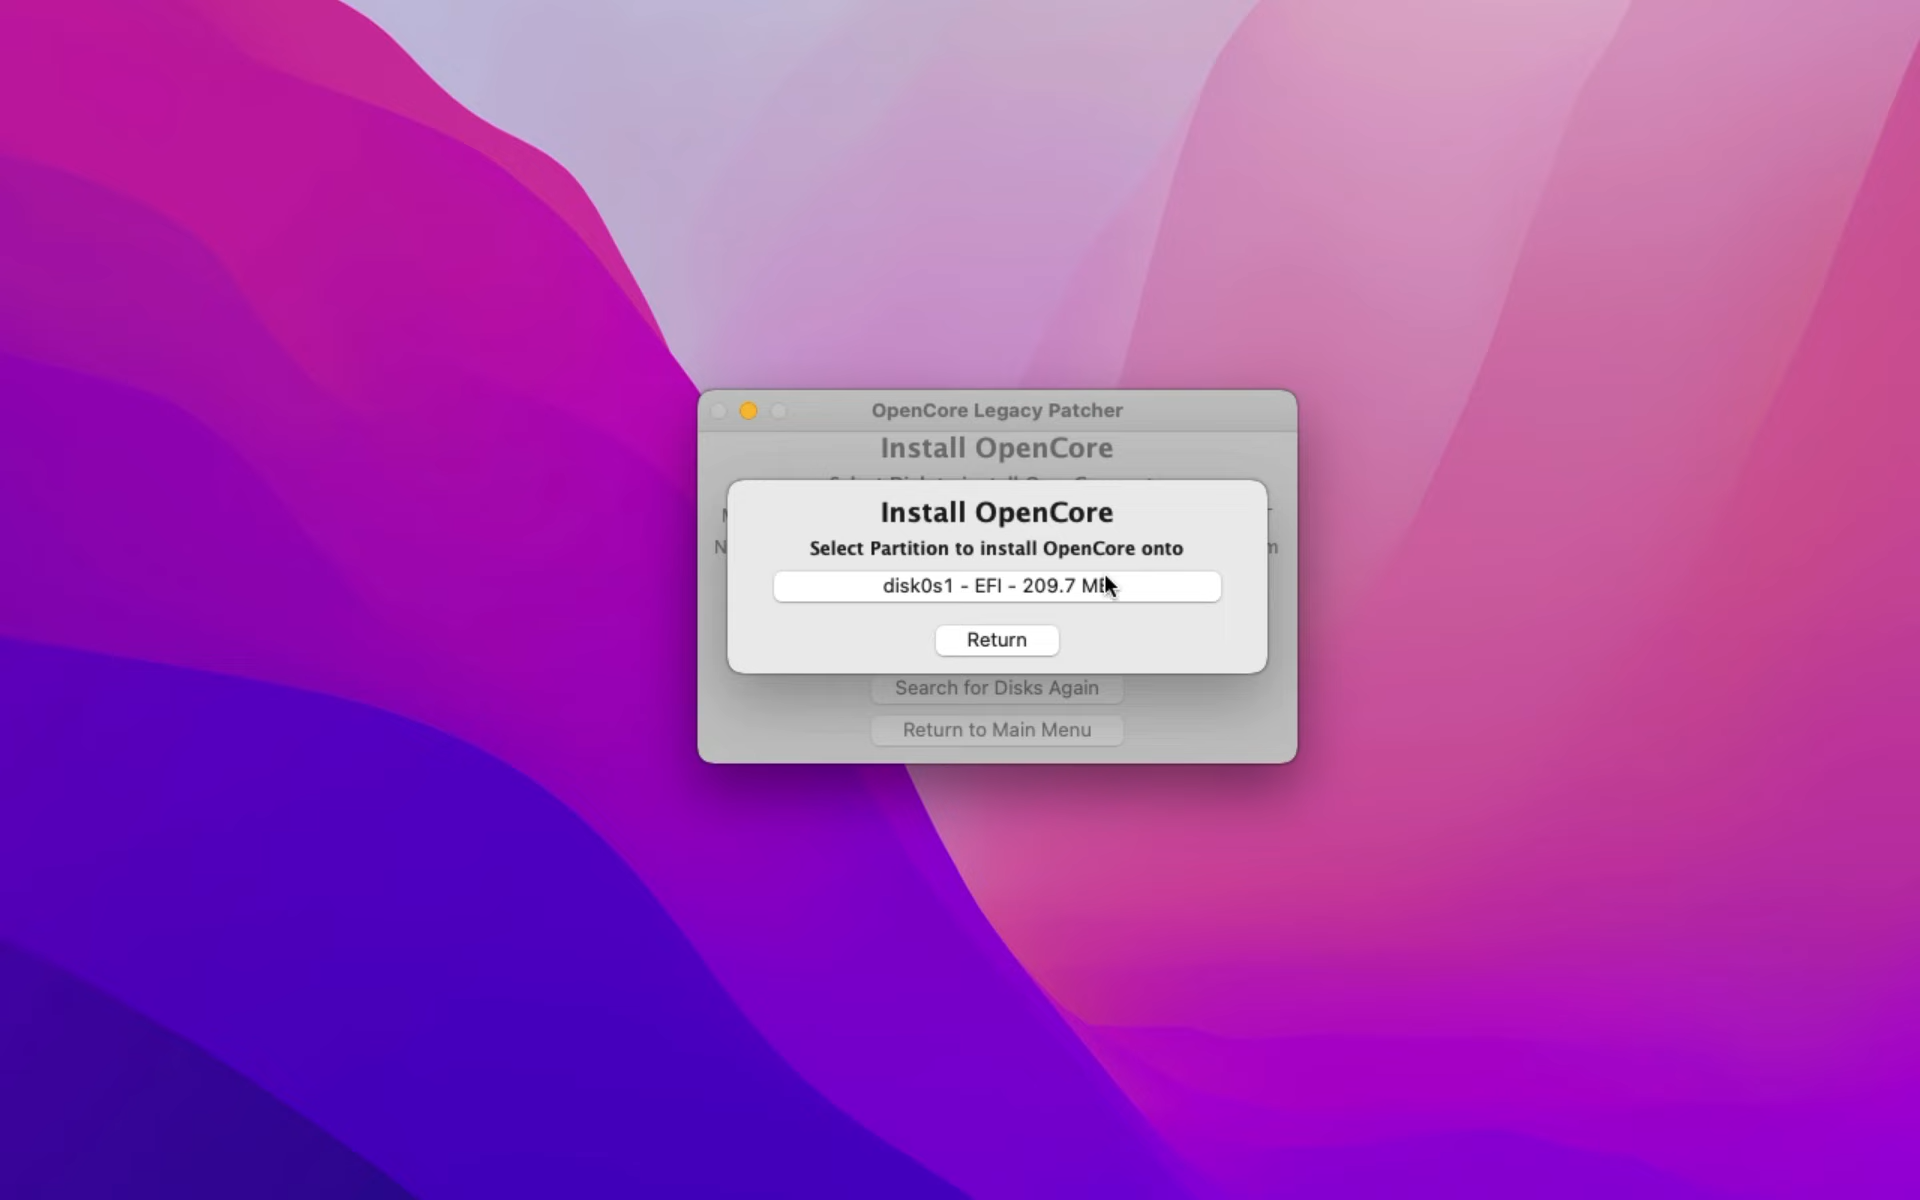 OpenCore Legacy Patcher
Install OpenCore
Install OpenCore
Select Partition to install OpenCore onto
disk0s1 - EFI - 209.7 MB
Return
Search for Disks Again
Return to Main Menu